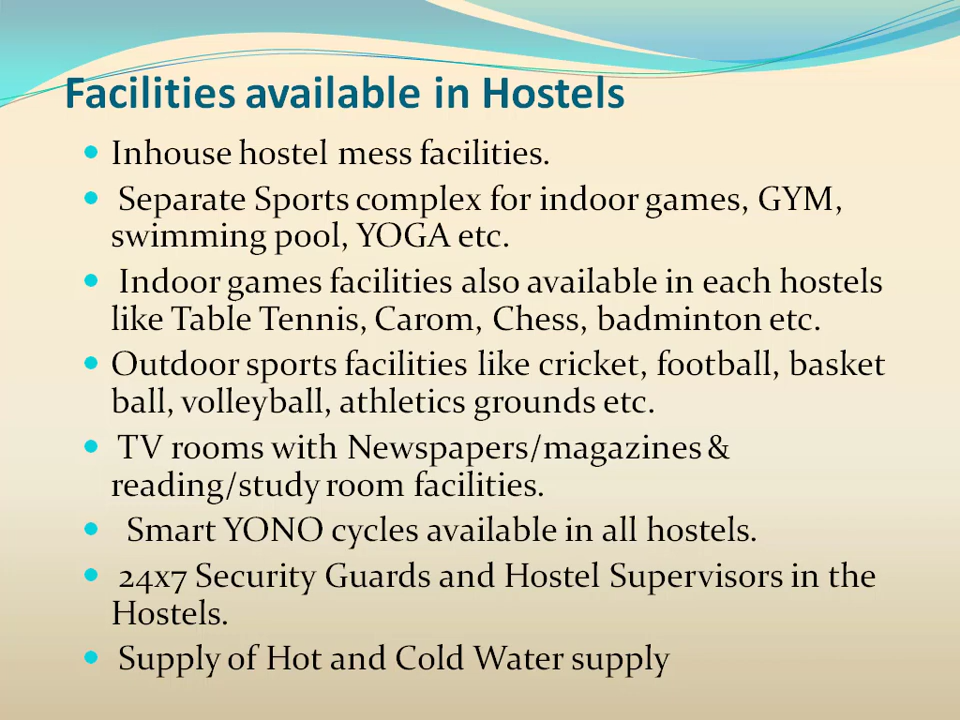 Facilities available in Hostels
Inhouse hostel mess facilities.
Separate Sports complex for indoor games, GYM,
swimming pool, YOGA etc.
Indoor games facilities also available in each hostels
like Table Tennis, Carom, Chess, badminton etc.
Outdoor sports facilities like cricket, football, basket
ball, volleyball, athletics grounds etc.
TV rooms with Newspapers/magazines &
reading/study room facilities.
Smart YONO cycles available in all hostels.
24x7 Security Guards and Hostel Supervisors in the
Hostels.
Supply of Hot and Cold Water supply